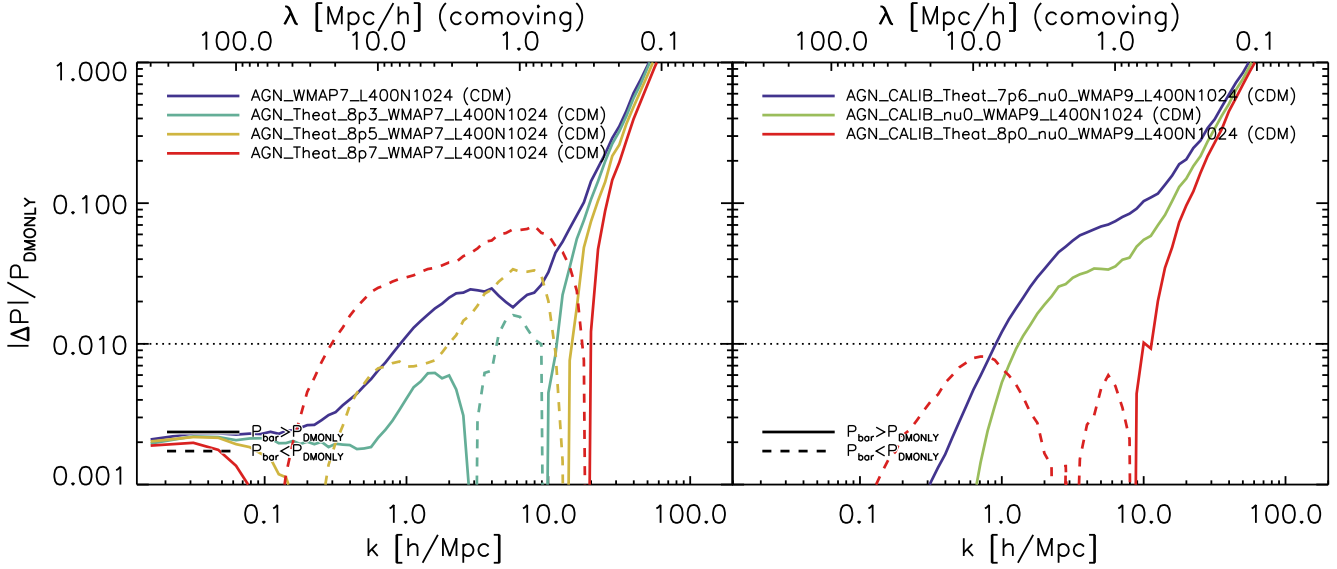 λ [Mpc/h] (comoving)
100.0 10.0 1.0 0.1
1.000
0.100
0.010
0.001
|ΔP|/P_DMONLY
AGN_WMAP7_L400N1024 (CDM)
AGN_Theat_8p3_WMAP7_L400N1024 (CDM)
AGN_Theat_8p5_WMAP7_L400N1024 (CDM)
AGN_Theat_8p7_WMAP7_L400N1024 (CDM)
P_bar>P_DMONLY
P_bar<P_DMONLY
0.1 1.0 10.0 100.0
k [h/Mpc]
λ [Mpc/h] (comoving)
100.0 10.0 1.0 0.1
AGN_CALIB_Theat_7p6_nu0_WMAP9_L400N1024 (CDM)
AGN_CALIB_nu0_WMAP9_L400N1024 (CDM)
AGN_CALIB_Theat_8p0_nu0_WMAP9_L400N1024 (CDM)
P_bar>P_DMONLY
P_bar<P_DMONLY
0.1 1.0 10.0 100.0
k [h/Mpc]